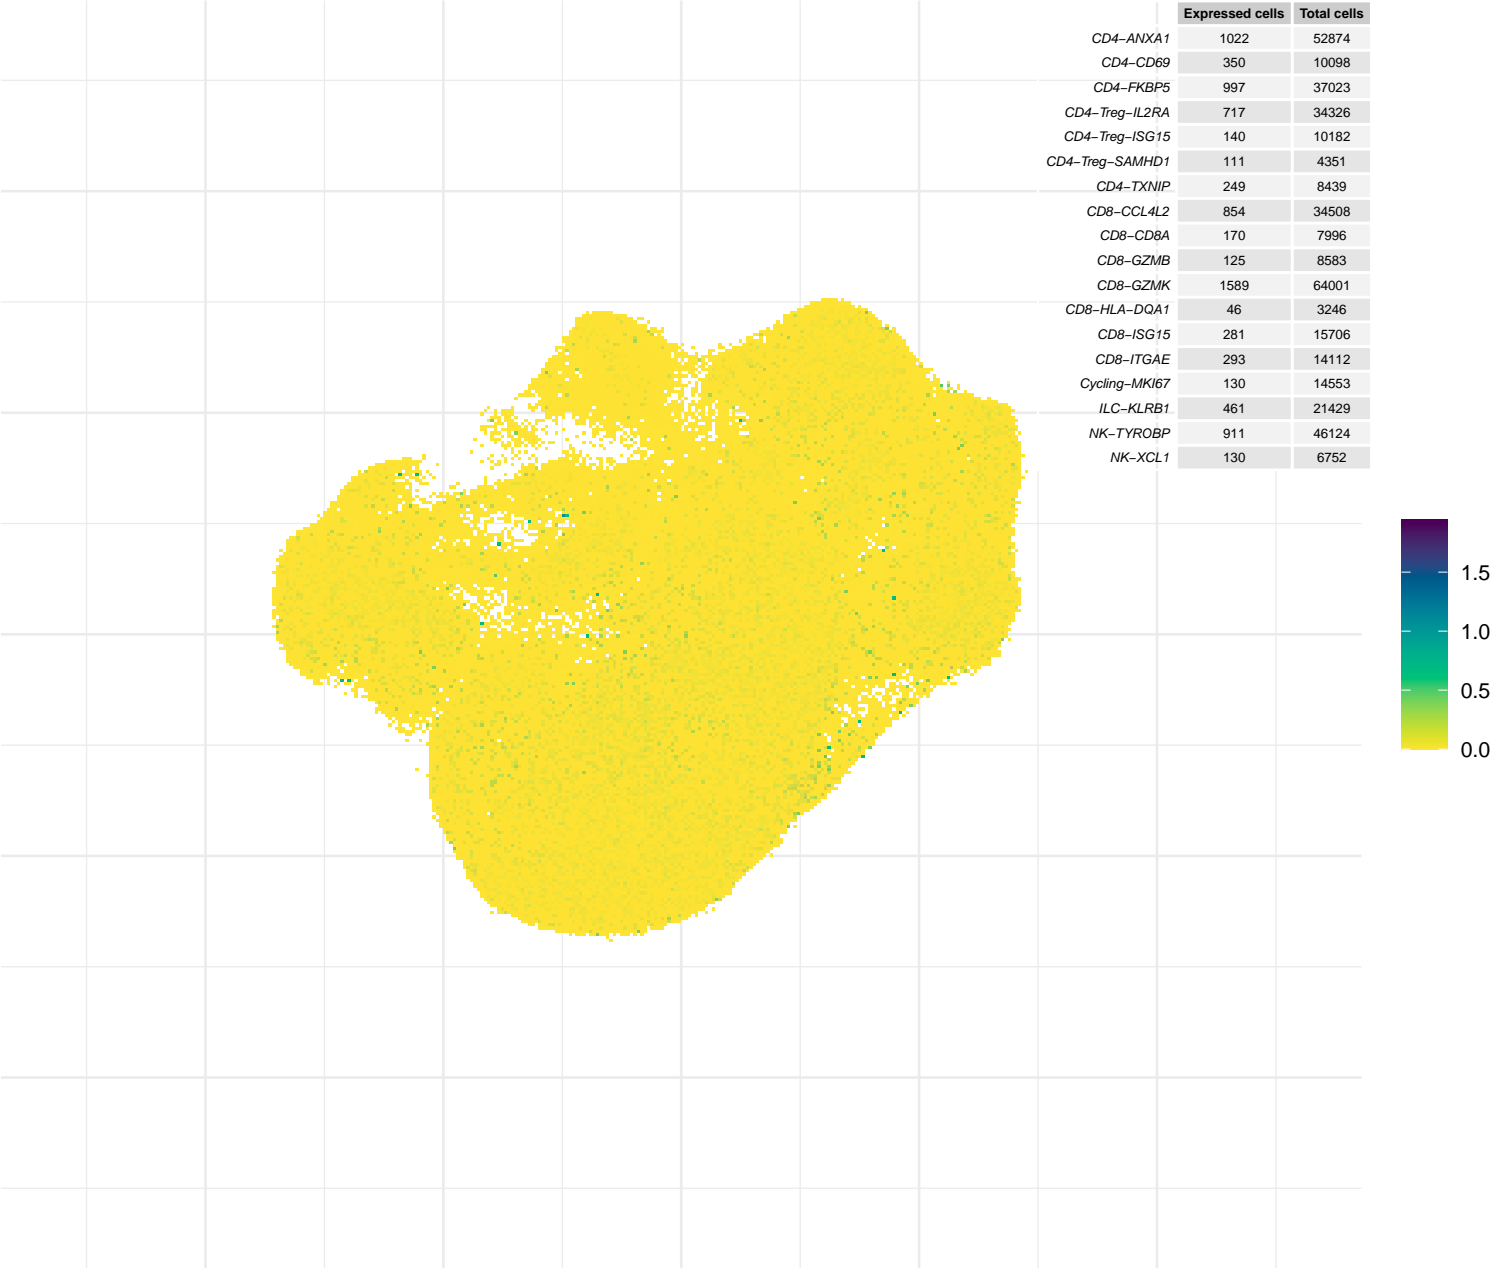 Expressed cells Total cells
CD4−ANXA1 1022 52874
CD4−CD69 350 10098
CD4−FKBP5 997 37023
CD4−Treg−IL2RA 717 34326
CD4−Treg−ISG15 140 10182
CD4−Treg−SAMHD1 111 4351
CD4−TXNIP 249 8439
CD8−CCL4L2 854 34508
CD8−CD8A 170 7996
CD8−GZMB 125 8583
CD8−GZMK 1589 64001
CD8−HLA−DQA1 46 3246
CD8−ISG15 281 15706
CD8−ITGAE 293 14112
Cycling−MKI67 130 14553
ILC−KLRB1 461 21429
NK−TYROBP 911 46124
NK−XCL1 130 6752
1.5
1.0
0.5
0.0